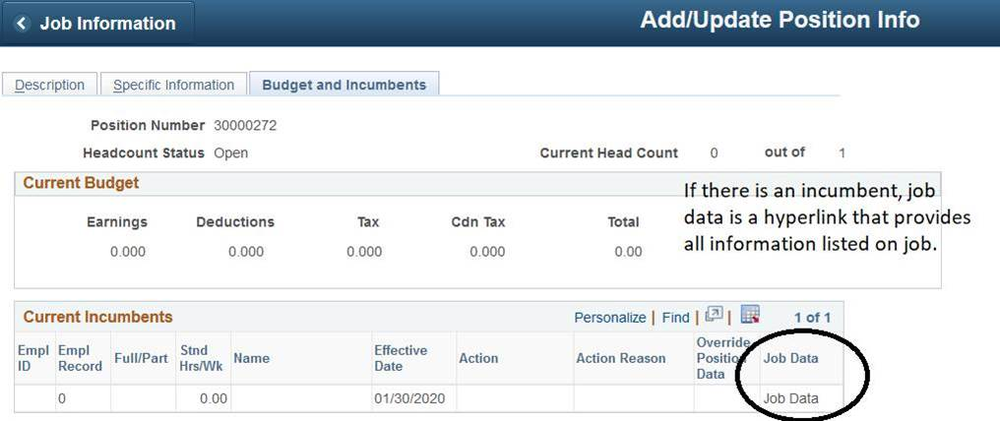 Job Information
Add/Update Position Info
Description Specific Information Budget and Incumbents
Position Number 30000272
Headcount Status Open Current Head Count 0 out of 1
Current Budget
If there is an incumbent, job
data is a hyperlink that provides
all information listed on job.
Earnings Deductions Tax Cdn Tax Total
0.000 0.000 0.000 0.000 0.00
Current Incumbents Personalize | Find | | 1 of 1
Empl ID Empl Record Full/Part Stnd Hrs/Wk Name Effective Date Action Action Reason Override Position Data Job Data
0 0.00 01/30/2020 Job Data